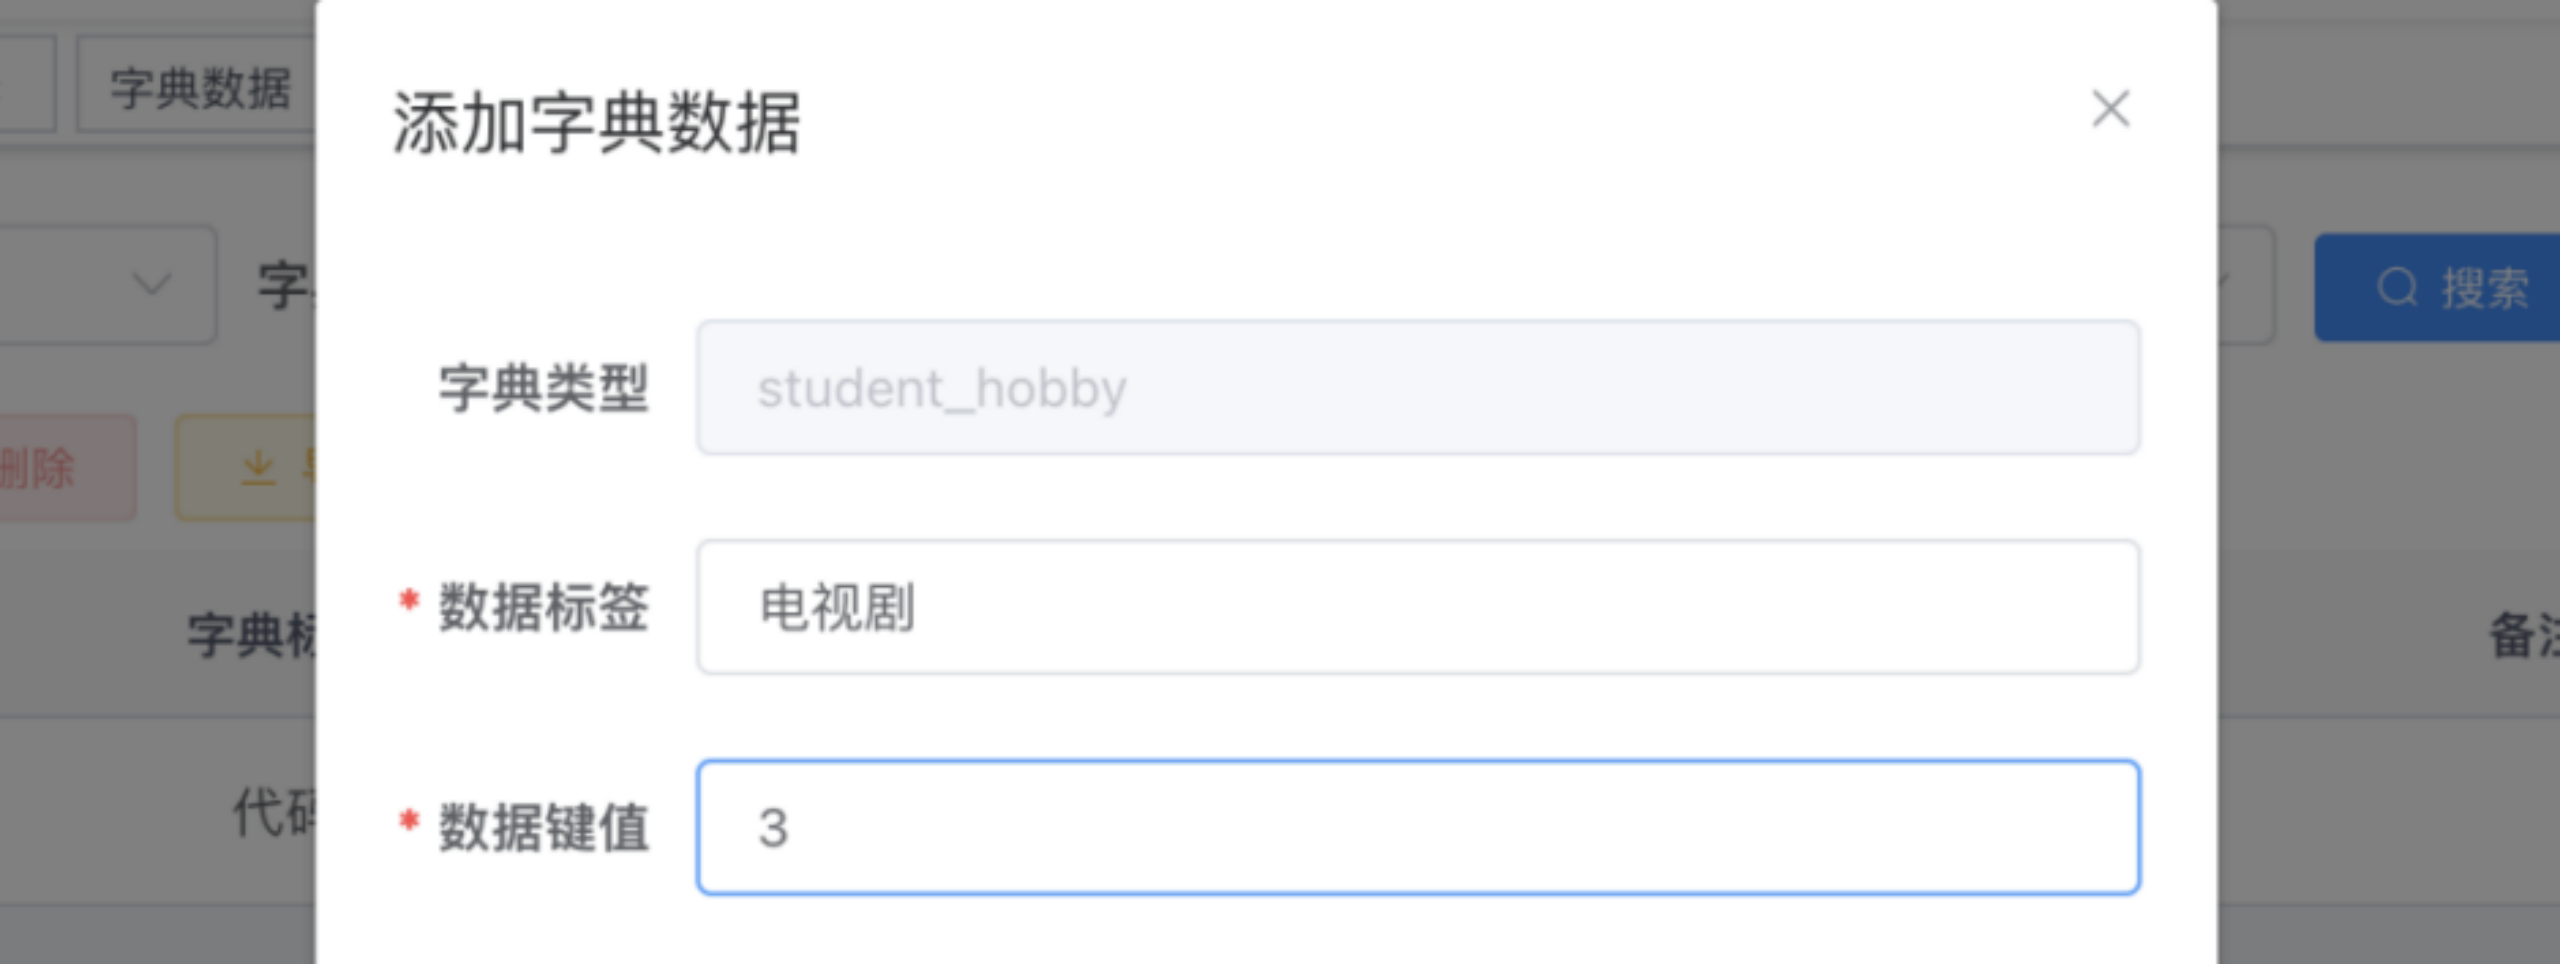 字典数据
添加字典数据
搜索
字典类型
student_hobby
删除
* 数据标签
电视剧
字典标
备注
* 数据键值
3
代码